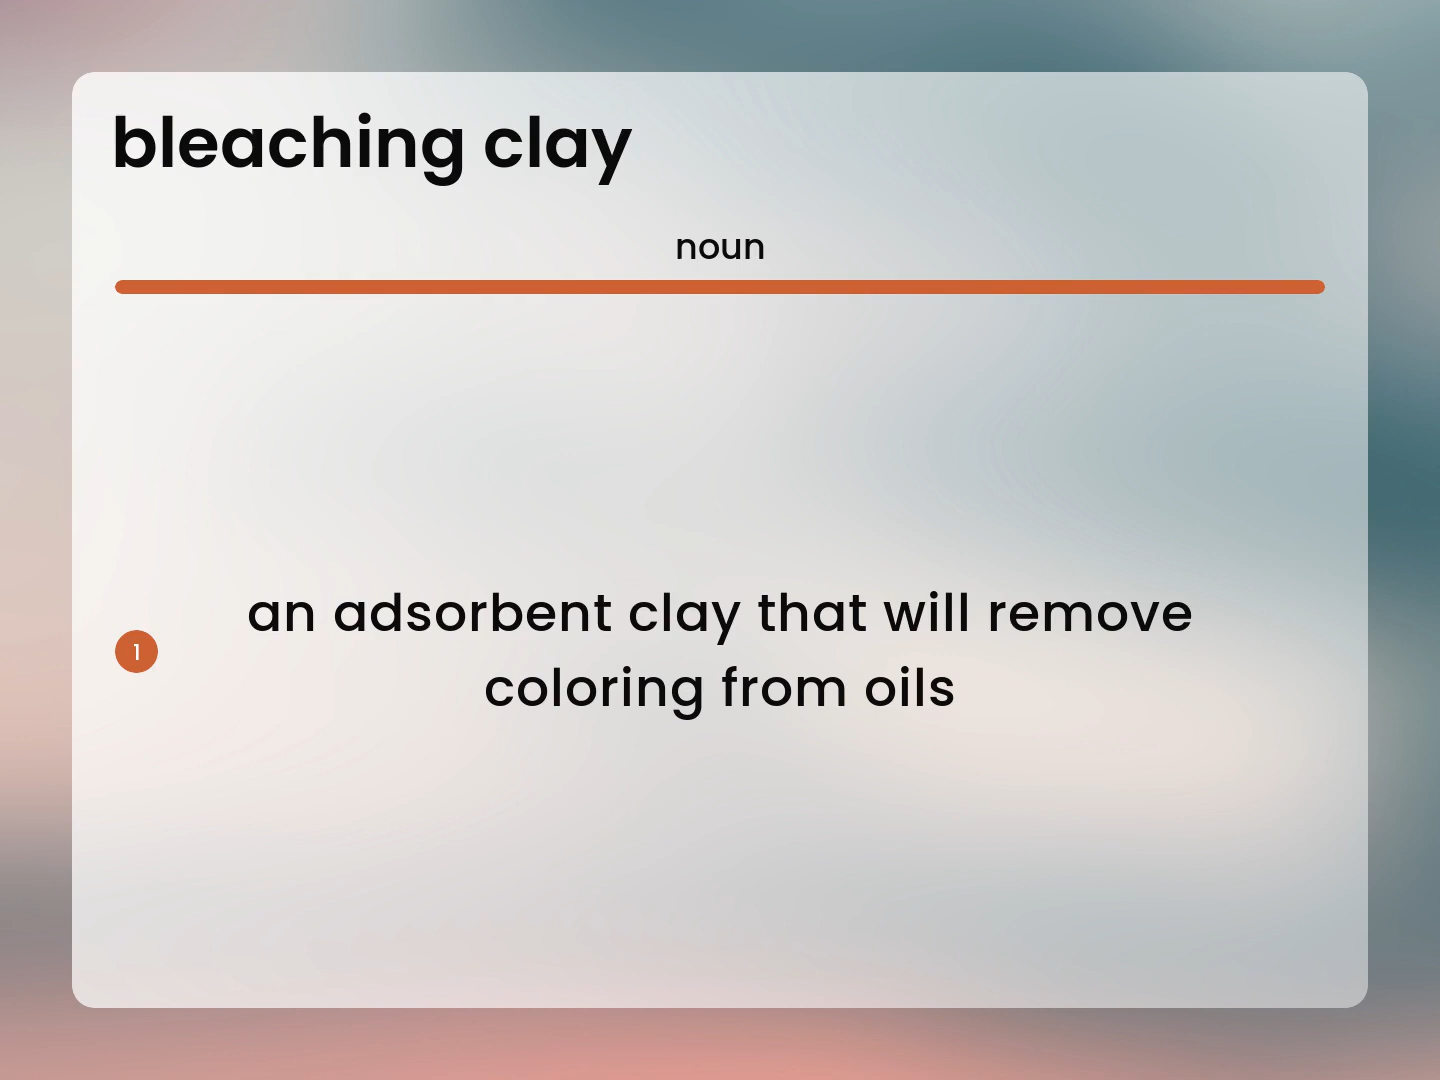 bleaching clay
noun
1
an adsorbent clay that will remove
coloring from oils